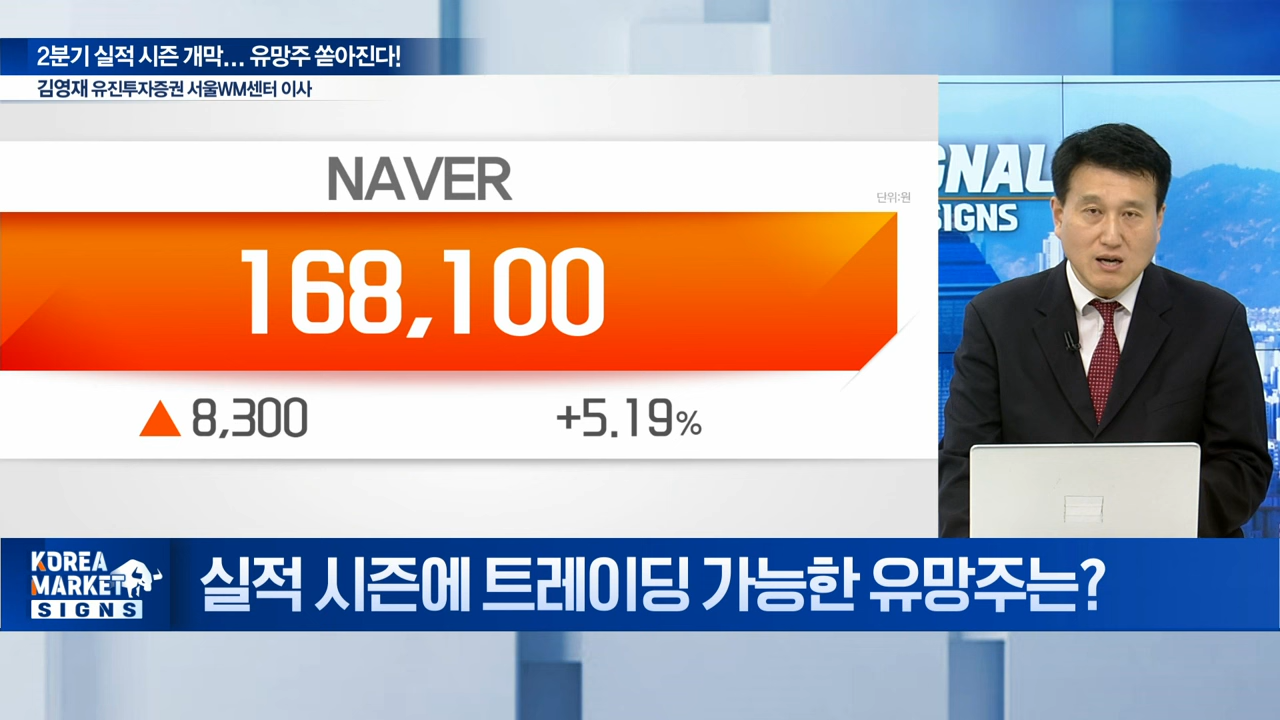 2분기 실적 시즌 개막... 유망주 쏟아진다!
김영재 유진투자증권 서울WM센터 이사
NAVER
단위:원
168,100
▲ 8,300
+5.19%
GNAL
SIGNS
KOREA
MARKET
SIGNS
실적 시즌에 트레이딩 가능한 유망주는?